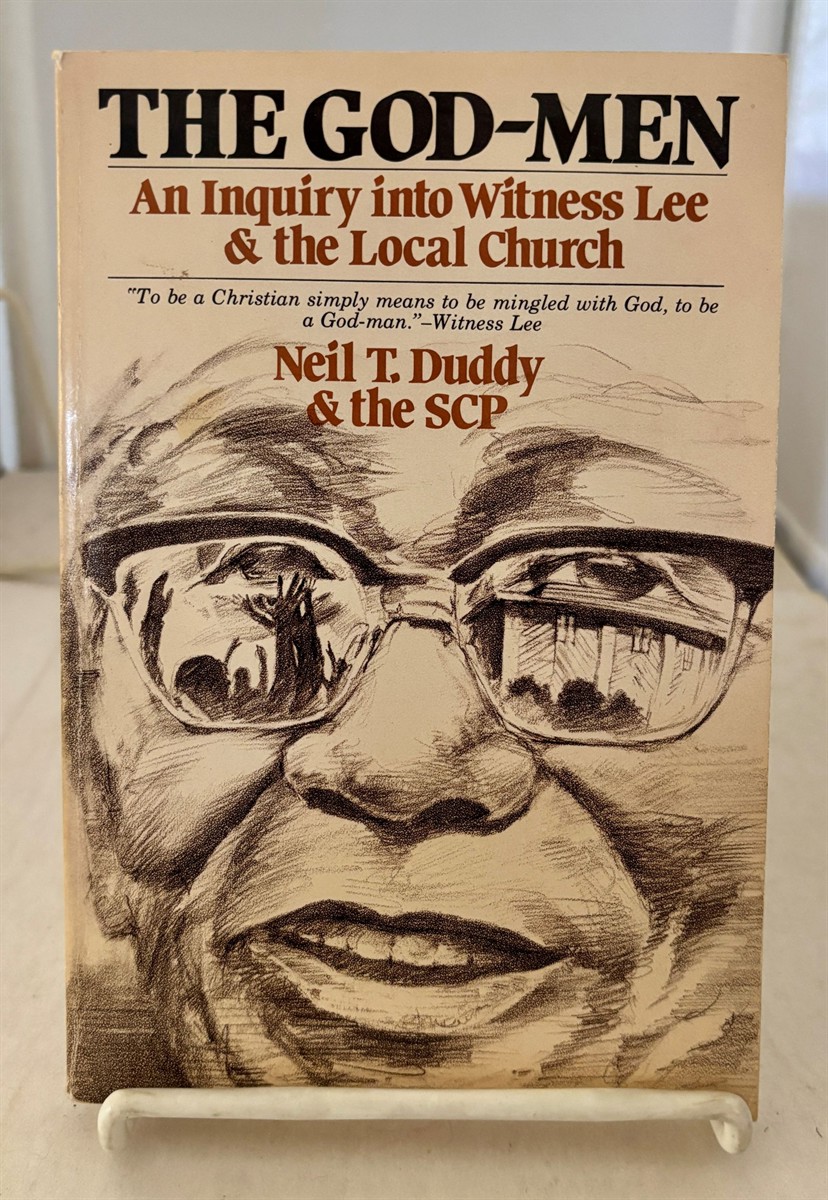 THE GOD-MEN
An Inquiry into Witness Lee
& the Local Church
"To be a Christian simply means to be mingled with God, to be
a God-man."–Witness Lee
Neil T. Duddy
& the SCP